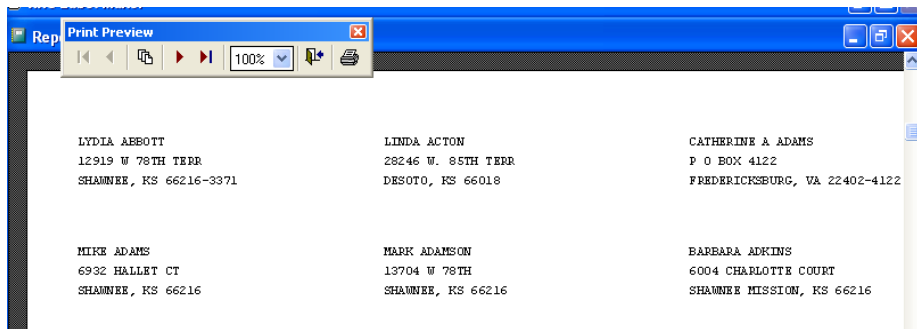 Repo
Print Preview
100%
LYDIA ABBOTT
12919 W 78TH TERR
SHAWNEE, KS 66216-3371
LINDA ACTON
28246 W. 85TH TERR
DESOTO, KS 66018
CATHERINE A ADAMS
P O BOX 4122
FREDERICKSBURG, VA 22402-4122
MIKE ADAMS
6932 HALLET CT
SHAWNEE, KS 66216
MARK ADAMSON
13704 W 78TH
SHAWNEE, KS 66216
BARBARA ADKINS
6004 CHARLOTTE COURT
SHAWNEE MISSION, KS 66216